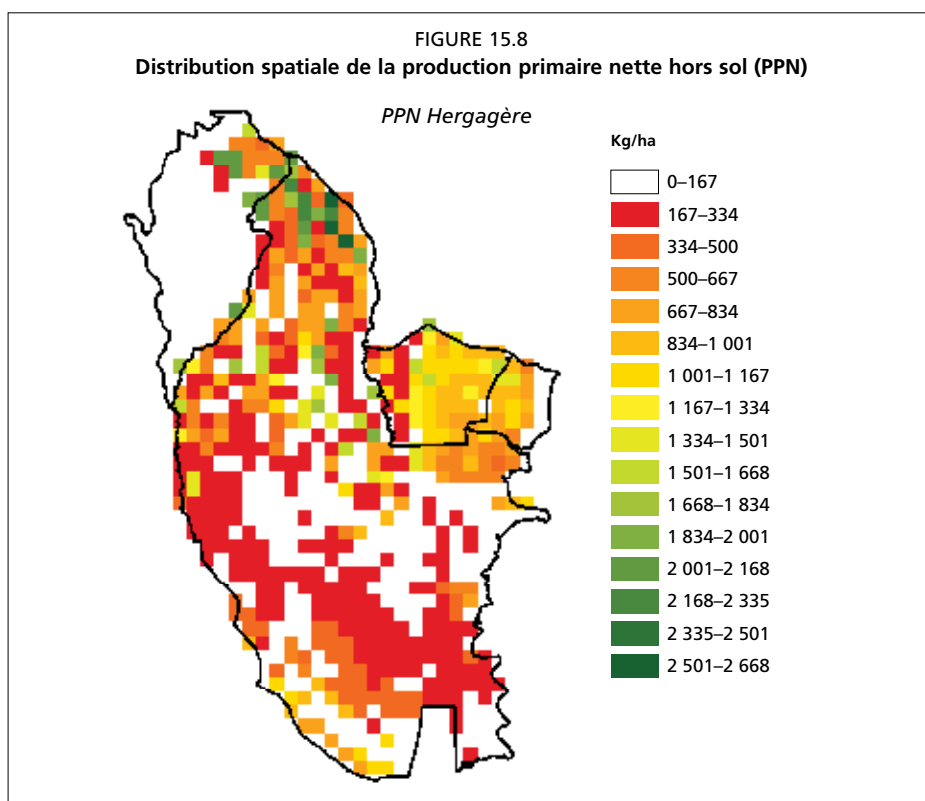 FIGURE 15.8
Distribution spatiale de la production primaire nette hors sol (PPN)
PPN Hergagère
Kg/ha
0–167
167–334
334–500
500–667
667–834
834–1 001
1 001–1 167
1 167–1 334
1 334–1 501
1 501–1 668
1 668–1 834
1 834–2 001
2 001–2 168
2 168–2 335
2 335–2 501
2 501–2 668